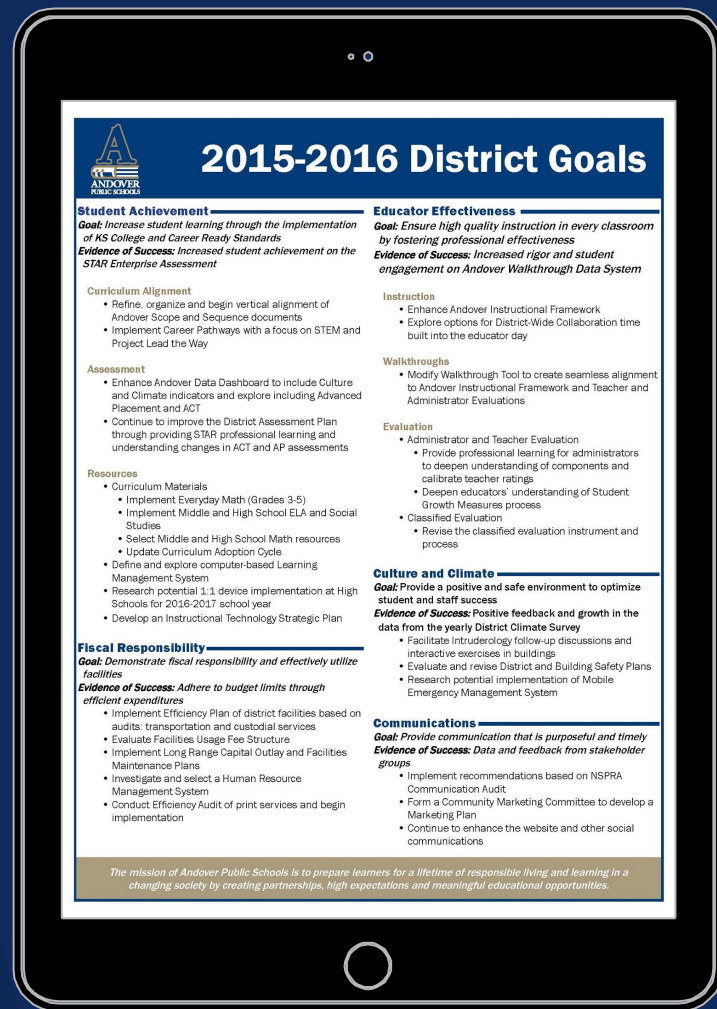 ANDOVER
PUBLIC SCHOOLS
2015-2016 District Goals
Student Achievement
Goal: Increase student learning through the implementation
of KS College and Career Ready Standards
Evidence of Success: Increased student achievement on the
STAR Enterprise Assessment
Curriculum Alignment
• Refine, organize and begin vertical alignment of
Andover Scope and Sequence documents
• Implement Career Pathways with a focus on STEM and
Project Lead the Way
Assessment
• Enhance Andover Data Dashboard to include Culture
and Climate indicators and explore including Advanced
Placement and ACT
• Continue to improve the District Assessment Plan
through providing STAR professional learning and
understanding changes in ACT and AP assessments
Resources
• Curriculum Materials
• Implement Everyday Math (Grades 3-5)
• Implement Middle and High School ELA and Social
Studies
• Select Middle and High School Math resources
• Update Curriculum Adoption Cycle
• Define and explore computer-based Learning
Management System
• Research potential 1:1 device implementation at High
Schools for 2016-2017 school year
• Develop an Instructional Technology Strategic Plan
Fiscal Responsibility
Goal: Demonstrate fiscal responsibility and effectively utilize
facilities
Evidence of Success: Adhere to budget limits through
efficient expenditures
• Implement Efficiency Plan of district facilities based on
audits: transportation and custodial services
• Evaluate Facilities Usage Fee Structure
• Implement Long Range Capital Outlay and Facilities
Maintenance Plans
• Investigate and select a Human Resource
Management System
• Conduct Efficiency Audit of print services and begin
implementation
Educator Effectiveness
Goal: Ensure high quality instruction in every classroom
by fostering professional effectiveness
Evidence of Success: Increased rigor and student
engagement on Andover Walkthrough Data System
Instruction
• Enhance Andover Instructional Framework
• Explore options for District-Wide Collaboration time
built into the educator day
Walkthroughs
• Modify Walkthrough Tool to create seamless alignment
to Andover Instructional Framework and Teacher and
Administrator Evaluations
Evaluation
• Administrator and Teacher Evaluation
• Provide professional learning for administrators
to deepen understanding of components and
calibrate teacher ratings
• Deepen educators' understanding of Student
Growth Measures process
• Classified Evaluation
• Revise the classified evaluation instrument and
process
Culture and Climate
Goal: Provide a positive and safe environment to optimize
student and staff success
Evidence of Success: Positive feedback and growth in the
data from the yearly District Climate Survey
• Facilitate Intruderology follow-up discussions and
interactive exercises in buildings
• Evaluate and revise District and Building Safety Plans
• Research potential implementation of Mobile
Emergency Management System
Communications
Goal: Provide communication that is purposeful and timely
Evidence of Success: Data and feedback from stakeholder
groups
• Implement recommendations based on NSPRA
Communication Audit
• Form a Community Marketing Committee to develop a
Marketing Plan
• Continue to enhance the website and other social
communications
The mission of Andover Public Schools is to prepare learners for a lifetime of responsible living and learning in a
changing society by creating partnerships, high expectations and meaningful educational opportunities.